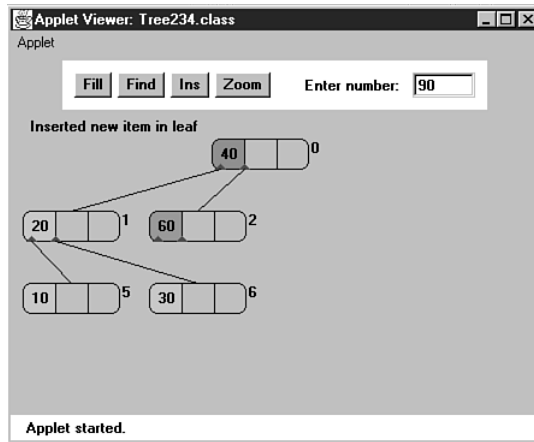 Applet Viewer: Tree234.class
Applet
Fill Find Ins Zoom Enter number: 90
Inserted new item in leaf
40 0
20 1 60 2
10 5 30 6
Applet started.